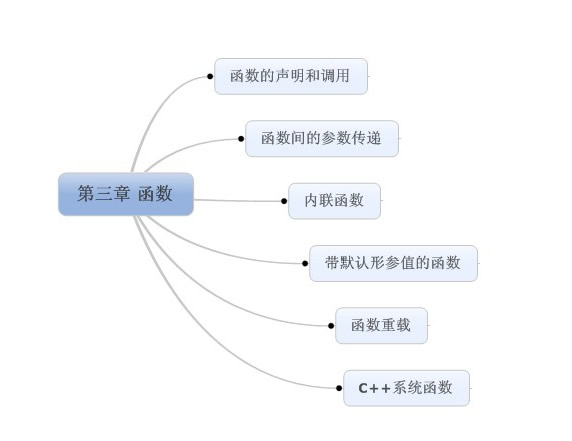 函数的声明和调用
函数间的参数传递
第三章 函数
内联函数
带默认形参值的函数
函数重载
C++系统函数